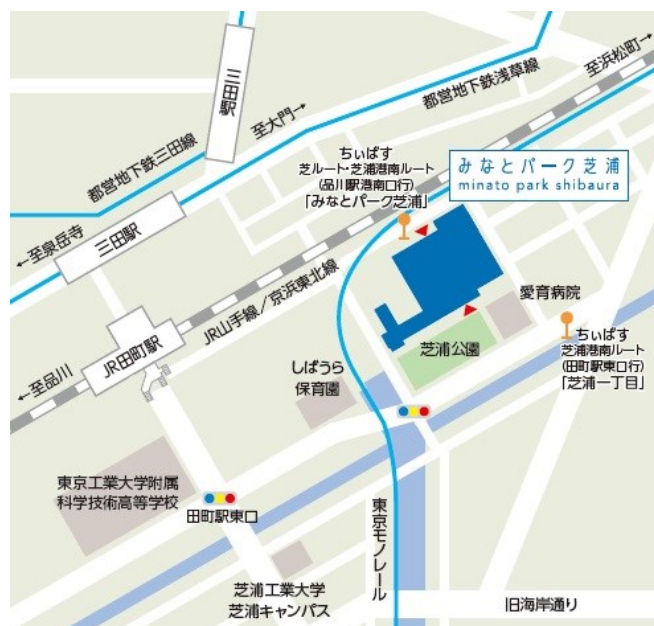 三田駅
至浜松町→
都営地下鉄浅草線
至大門→
都営地下鉄三田線
ちぃばす
芝ルート・芝浦港南ルート
(品川駅港南口行)
「みなとパーク芝浦」
みなとパーク芝浦
minato park shibaura
三田駅
←至泉岳寺
JR山手線/京浜東北線
JR田町駅
←至品川
愛育病院
芝浦公園
ちぃばす
芝浦港南ルート
(田町駅東口行)
「芝浦一丁目」
しばうら
保育園
東京工業大学附属
科学技術高等学校
田町駅東口
東京モノレール
芝浦工業大学
芝浦キャンパス
旧海岸通り